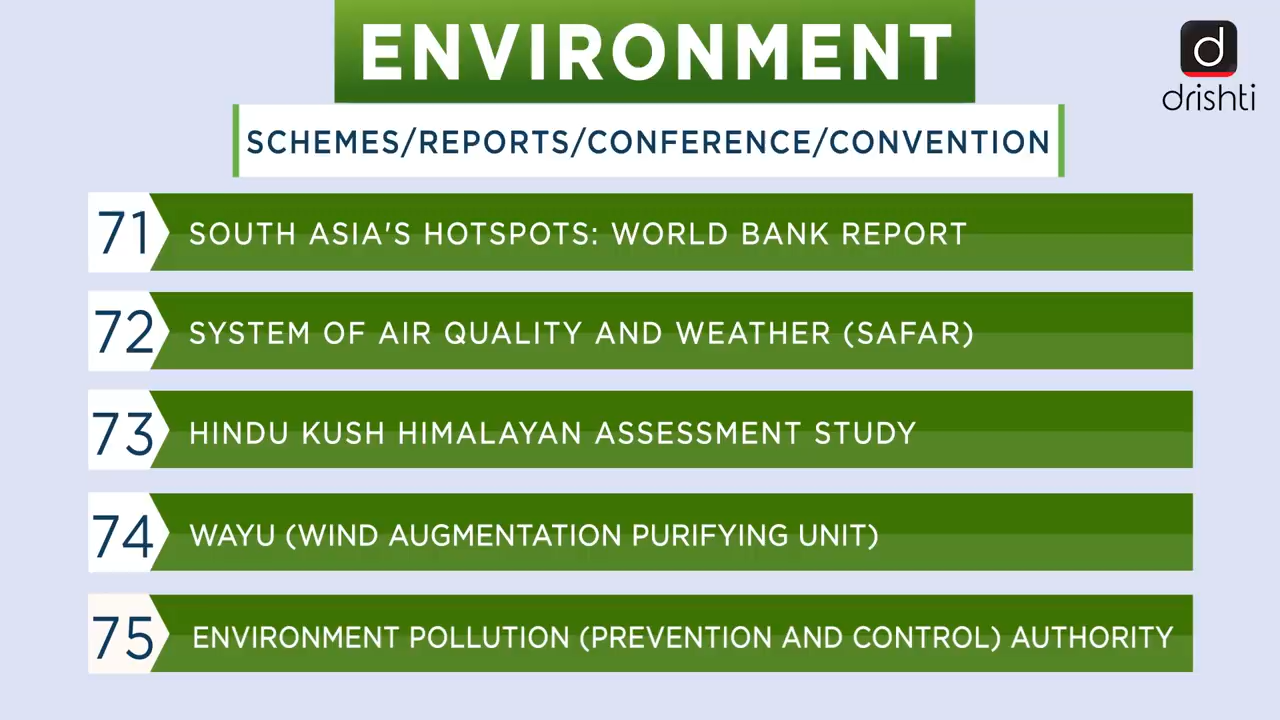 ENVIRONMENT
d
drishti
SCHEMES/REPORTS/CONFERENCE/CONVENTION
71 SOUTH ASIA'S HOTSPOTS: WORLD BANK REPORT
72 SYSTEM OF AIR QUALITY AND WEATHER (SAFAR)
73 HINDU KUSH HIMALAYAN ASSESSMENT STUDY
74 WAYU (WIND AUGMENTATION PURIFYING UNIT)
75 ENVIRONMENT POLLUTION (PREVENTION AND CONTROL) AUTHORITY